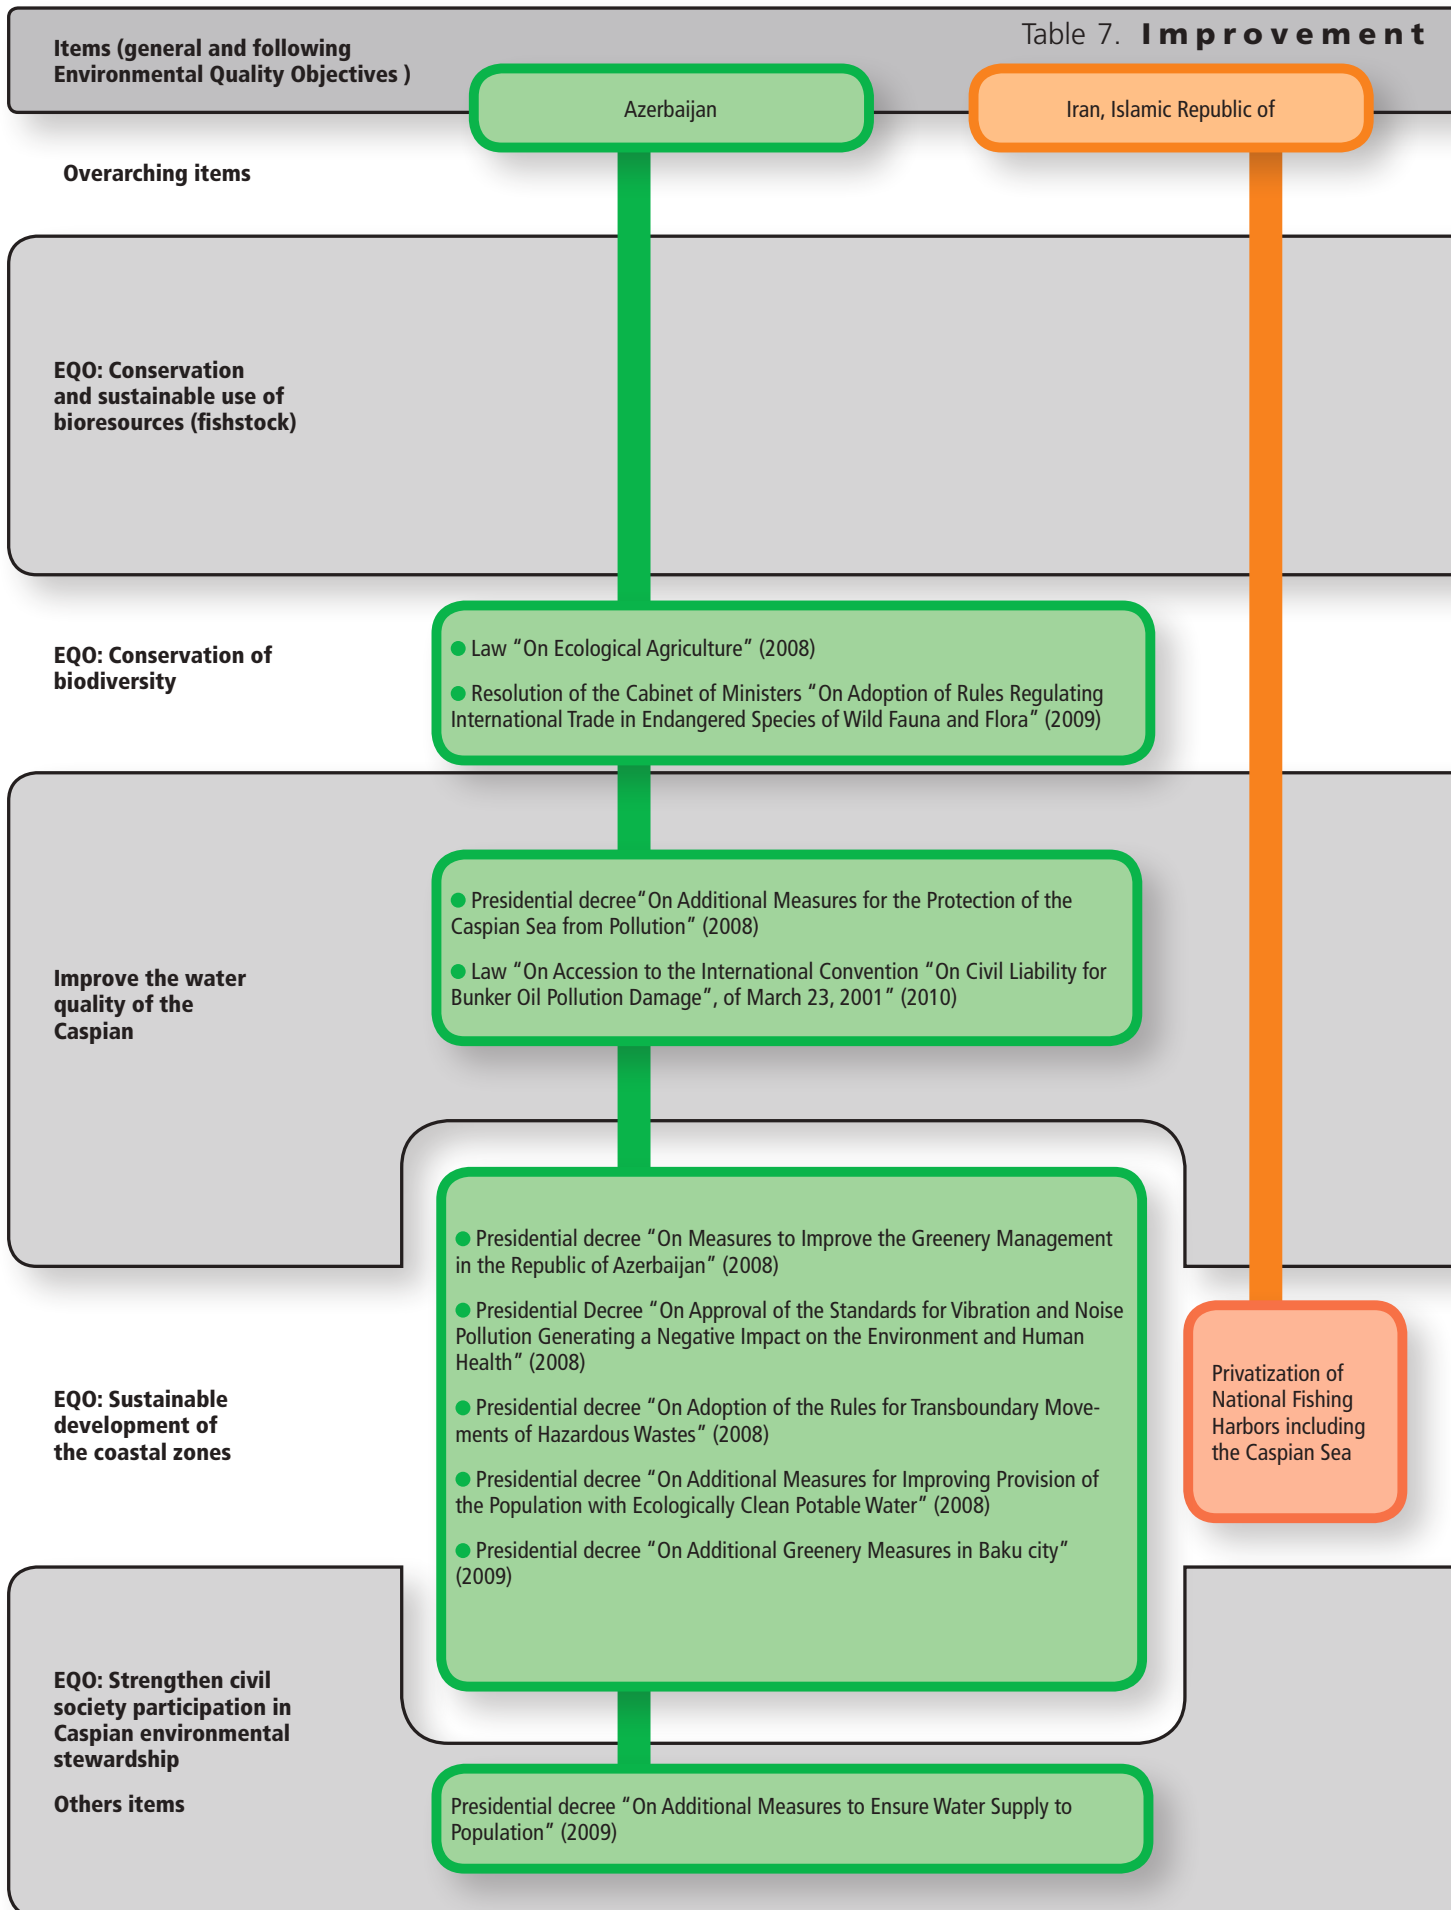 Table 7. Improvement
Items (general and following
Environmental Quality Objectives )
Azerbaijan
Iran, Islamic Republic of
Overarching items
EQO: Conservation
and sustainable use of
bioresources (fishstock)
EQO: Conservation of
biodiversity
● Law “On Ecological Agriculture” (2008)
● Resolution of the Cabinet of Ministers “On Adoption of Rules Regulating
International Trade in Endangered Species of Wild Fauna and Flora” (2009)
Improve the water
quality of the
Caspian
● Presidential decree“On Additional Measures for the Protection of the
Caspian Sea from Pollution” (2008)
● Law “On Accession to the International Convention “On Civil Liability for
Bunker Oil Pollution Damage”, of March 23, 2001” (2010)
EQO: Sustainable
development of
the coastal zones
● Presidential decree “On Measures to Improve the Greenery Management
in the Republic of Azerbaijan” (2008)
● Presidential Decree “On Approval of the Standards for Vibration and Noise
Pollution Generating a Negative Impact on the Environment and Human
Health” (2008)
● Presidential decree “On Adoption of the Rules for Transboundary Move-
ments of Hazardous Wastes” (2008)
● Presidential decree “On Additional Measures for Improving Provision of
the Population with Ecologically Clean Potable Water” (2008)
● Presidential decree “On Additional Greenery Measures in Baku city”
(2009)
Privatization of
National Fishing
Harbors including
the Caspian Sea
EQO: Strengthen civil
society participation in
Caspian environmental
stewardship
Others items
Presidential decree “On Additional Measures to Ensure Water Supply to
Population” (2009)